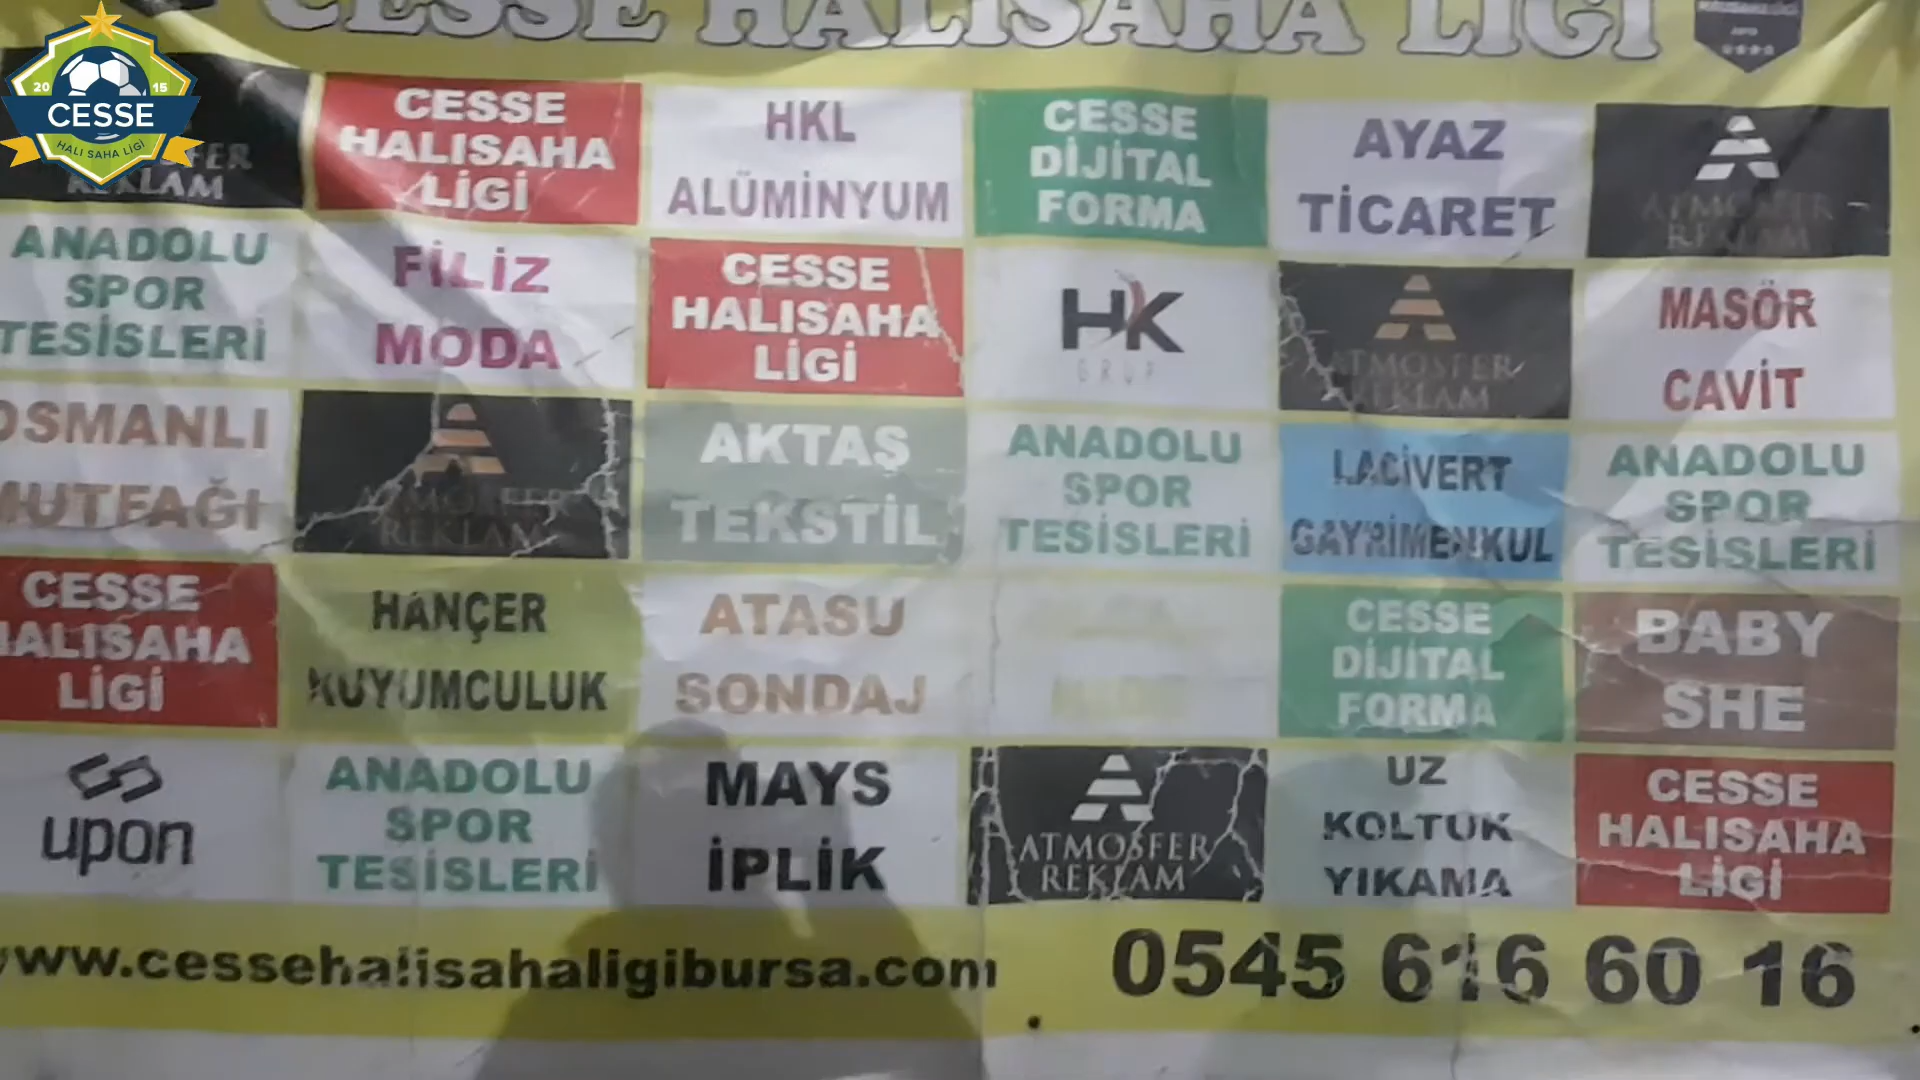 CESSE HALISAHA LİGİ
20 15
CESSE
HALI SAHA LİGİ
REKLAM
CESSE
HALISAHA
LİGİ
HKL
ALÜMİNYUM
CESSE
DİJİTAL
FORMA
AYAZ
TİCARET
ATMOSFER
REKLAM
ANADOLU
SPOR
TESİSLERİ
FİLİZ
MODA
CESSE
HALISAHA
LİGİ
HK
GRUP
ATMOSFER
REKLAM
MASÖR
CAVİT
OSMANLI
MUTFAĞI
ATMOSFER
REKLAM
AKTAŞ
TEKSTİL
ANADOLU
SPOR
TESİSLERİ
LACİVERT
GAYRİMENKUL
ANADOLU
SPOR
TESİSLERİ
CESSE
HALISAHA
LİGİ
HANÇER
KUYUMCULUK
ATASU
SONDAJ
CESSE
DİJİTAL
FORMA
BABY
SHE
upon
ANADOLU
SPOR
TESİSLERİ
MAYS
İPLİK
ATMOSFER
REKLAM
UZ
KOLTUK
YIKAMA
CESSE
HALISAHA
LİGİ
www.cessehalisahaligibursa.com
0545 616 60 16